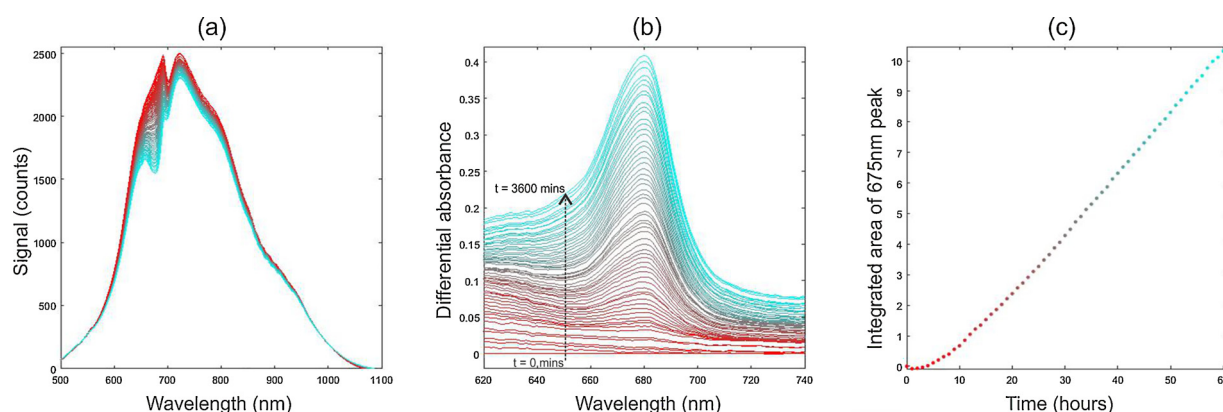 (a)
(b)
(c)
Signal (counts)
2500
2000
1500
1000
500
0
500 600 700 800 900 1000 1100
Wavelength (nm)
Differential absorbance
0.4
0.35
0.3
0.25
0.2
0.15
0.1
0.05
0
t = 3600 mins
t = 0,mins
620 640 660 680 700 720 740
Wavelength (nm)
Integrated area of 675nm peak
10
9
8
7
6
5
4
3
2
1
0
0 10 20 30 40 50 60
Time (hours)